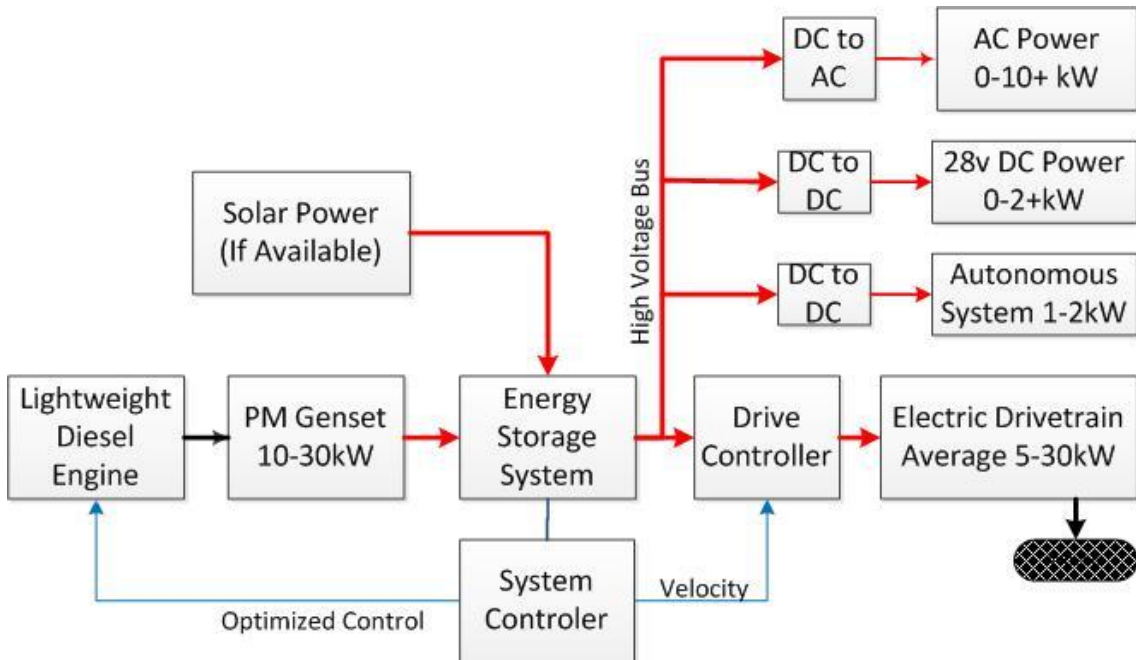 DC to
AC
AC Power
0-10+ kW
High Voltage Bus
DC to
DC
28v DC Power
0-2+kW
Solar Power
(If Available)
DC to
DC
Autonomous
System 1-2kW
Lightweight
Diesel
Engine
PM Genset
10-30kW
Energy
Storage
System
Drive
Controller
Electric Drivetrain
Average 5-30kW
System
Controler
Optimized Control
Velocity